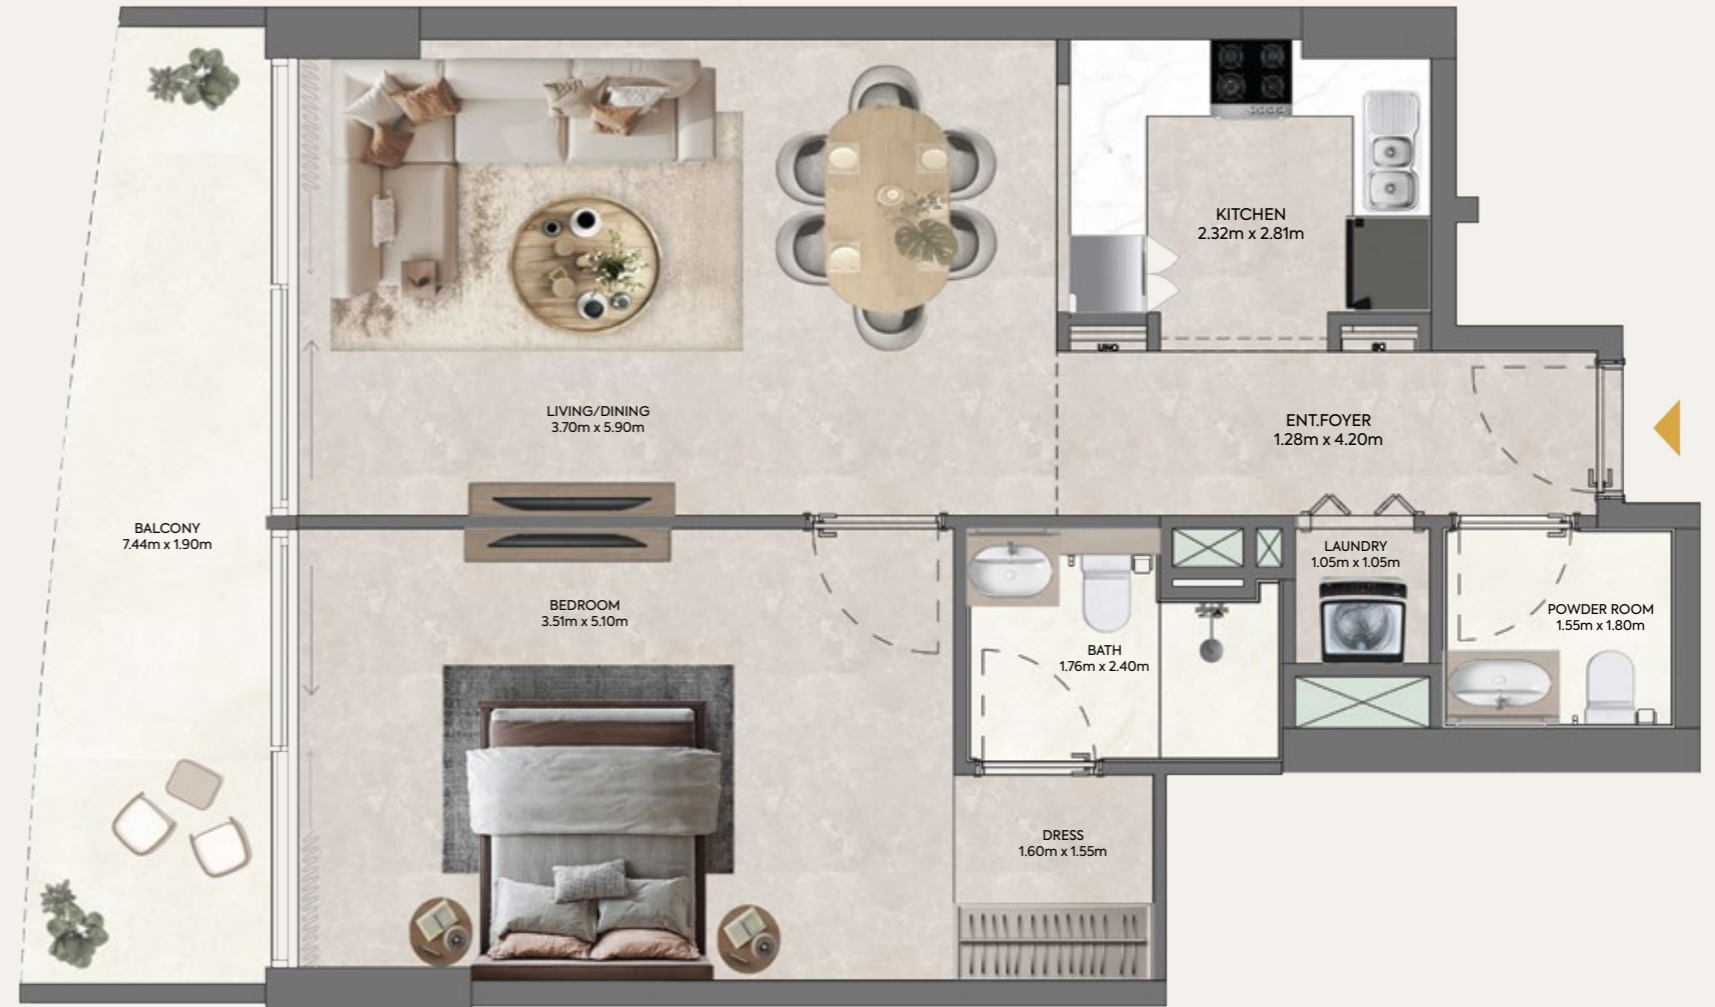 KITCHEN
2.32m x 2.81m
LIVING/DINING
3.70m x 5.90m
ENT.FOYER
1.28m x 4.20m
BALCONY
7.44m x 1.90m
LAUNDRY
1.05m x 1.05m
BEDROOM
3.51m x 5.10m
POWDER ROOM
1.55m x 1.80m
BATH
1.76m x 2.40m
DRESS
1.60m x 1.55m